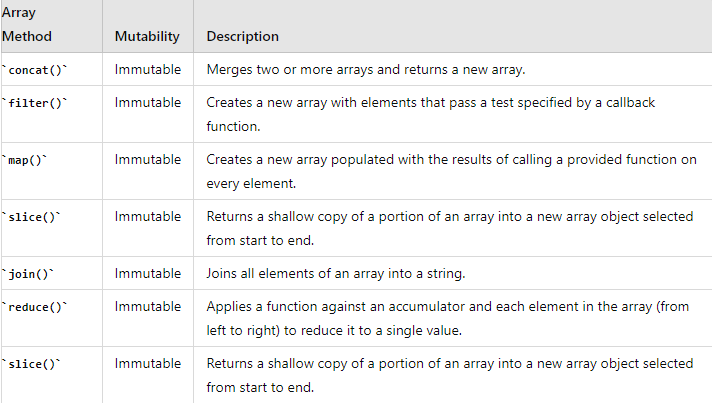 Array
Method Mutability Description
`concat()` Immutable Merges two or more arrays and returns a new array.
`filter()` Immutable Creates a new array with elements that pass a test specified by a callback
function.
`map()` Immutable Creates a new array populated with the results of calling a provided function on
every element.
`slice()` Immutable Returns a shallow copy of a portion of an array into a new array object selected
from start to end.
`join()` Immutable Joins all elements of an array into a string.
`reduce()` Immutable Applies a function against an accumulator and each element in the array (from
left to right) to reduce it to a single value.
`slice()` Immutable Returns a shallow copy of a portion of an array into a new array object selected
from start to end.